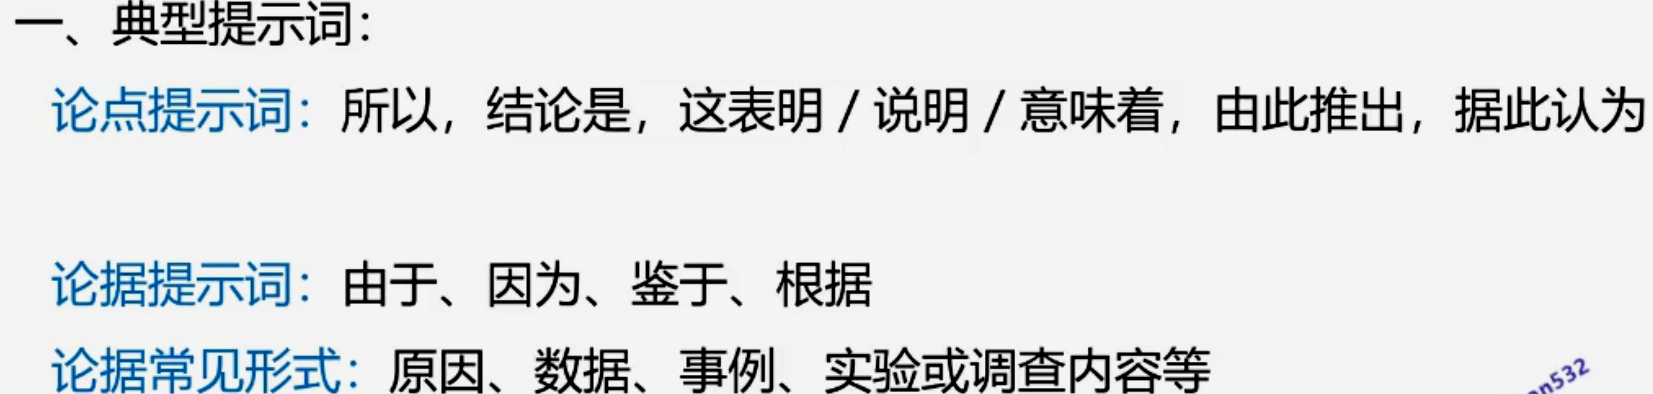 一、典型提示词：
论点提示词：所以，结论是，这表明 / 说明 / 意味着，由此推出，据此认为
论据提示词：由于、因为、鉴于、根据
论据常见形式：原因、数据、事例、实验或调查内容等
n532